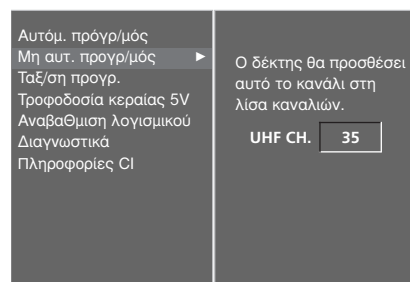 Αυτόμ. πρόγρ/μός
Μη αυτ. προγρ/μός
Ταξ/ση προγρ.
Τροφοδοσία κεραίας 5V
ΑναβαΘμιση λογισμικού
Διαγνωστικά
Πληροφορίες CI
Ο δέκτης θα προσθέσει
αυτό το κανάλι στη
λίσα καναλιών.
UHF CH. 35